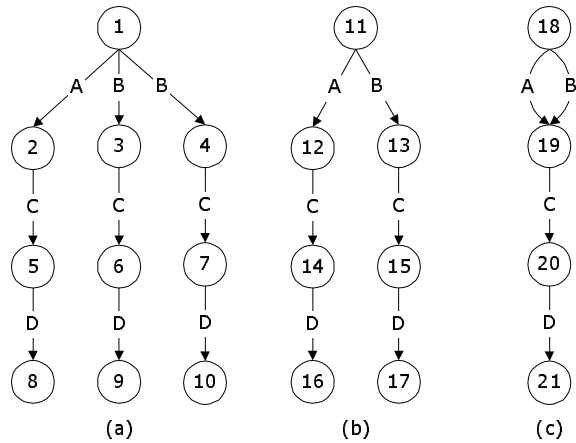 1 11 18
A B B A B A B
2 3 4 12 13 19
C C C C C C
5 6 7 14 15 20
D D D D D D
8 9 10 16 17 21
(a) (b) (c)